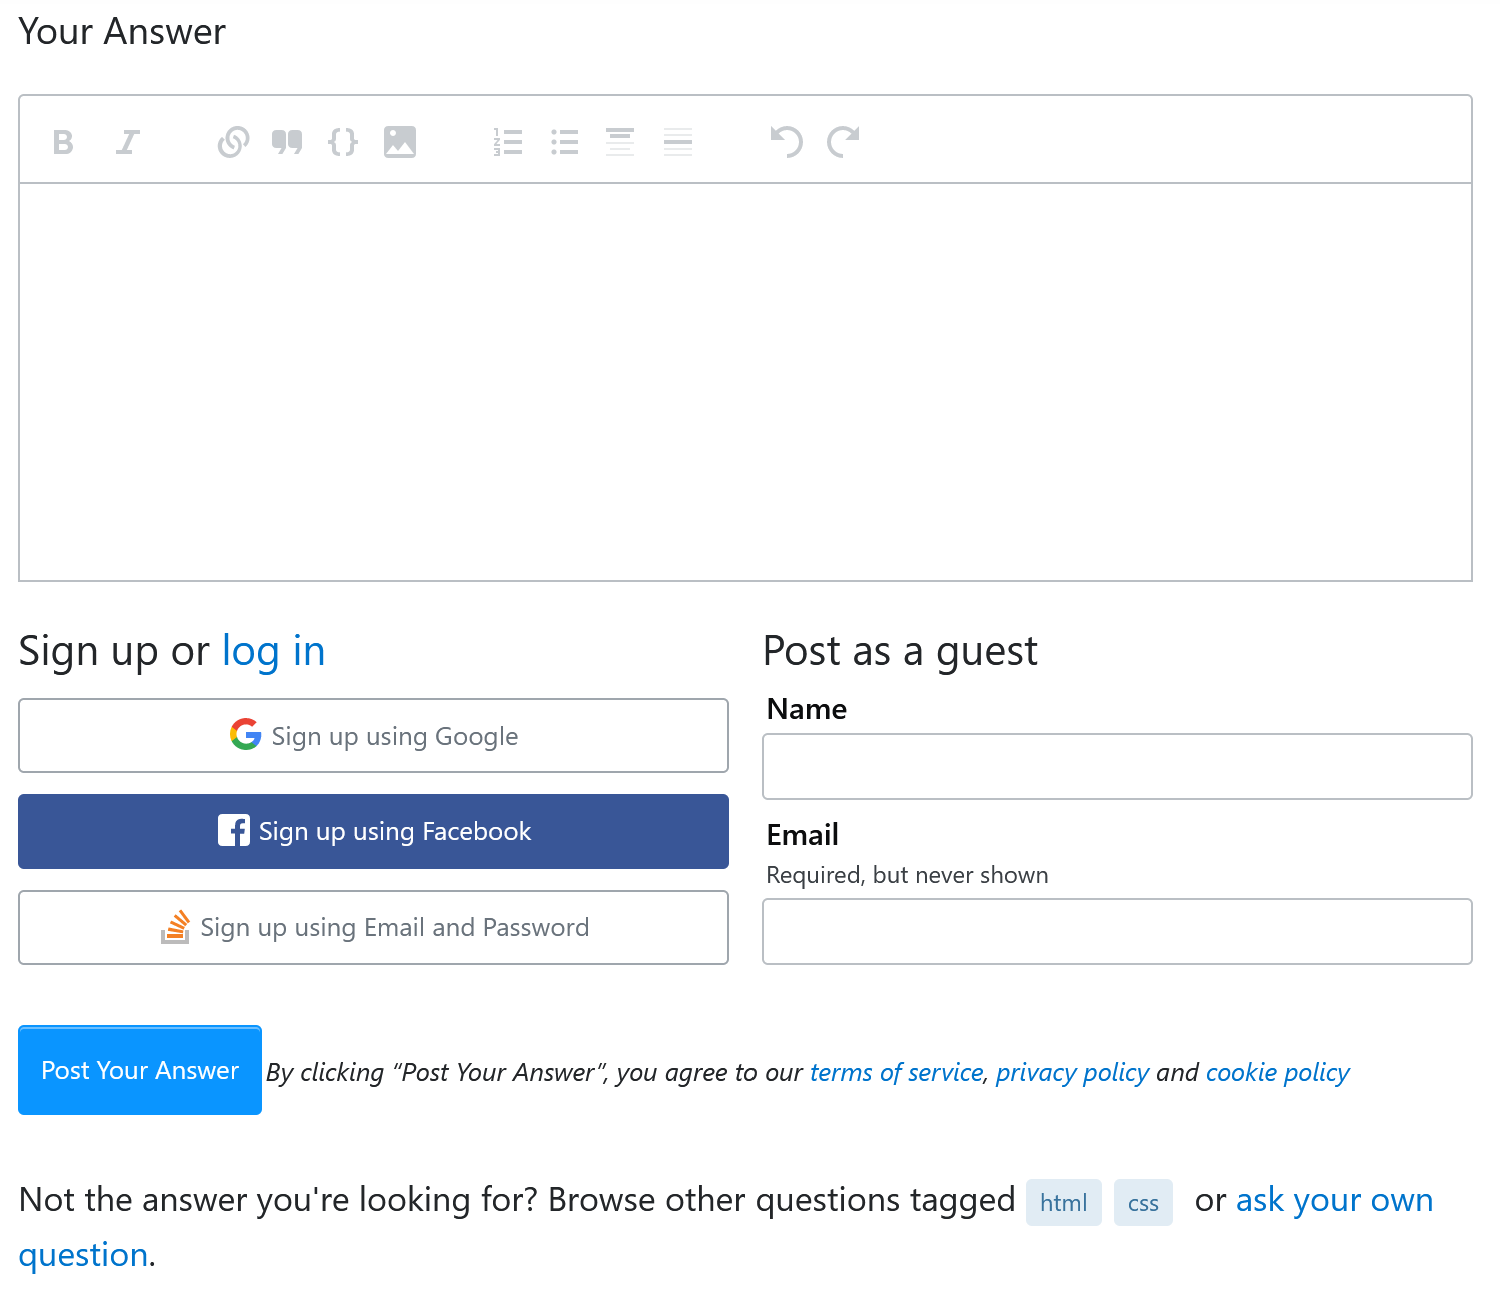 Your Answer
B I
Sign up or log in
Sign up using Google
Sign up using Facebook
Sign up using Email and Password
Post as a guest
Name
Email
Required, but never shown
Post Your Answer By clicking “Post Your Answer”, you agree to our terms of service, privacy policy and cookie policy
Not the answer you're looking for? Browse other questions tagged html css or ask your own
question.